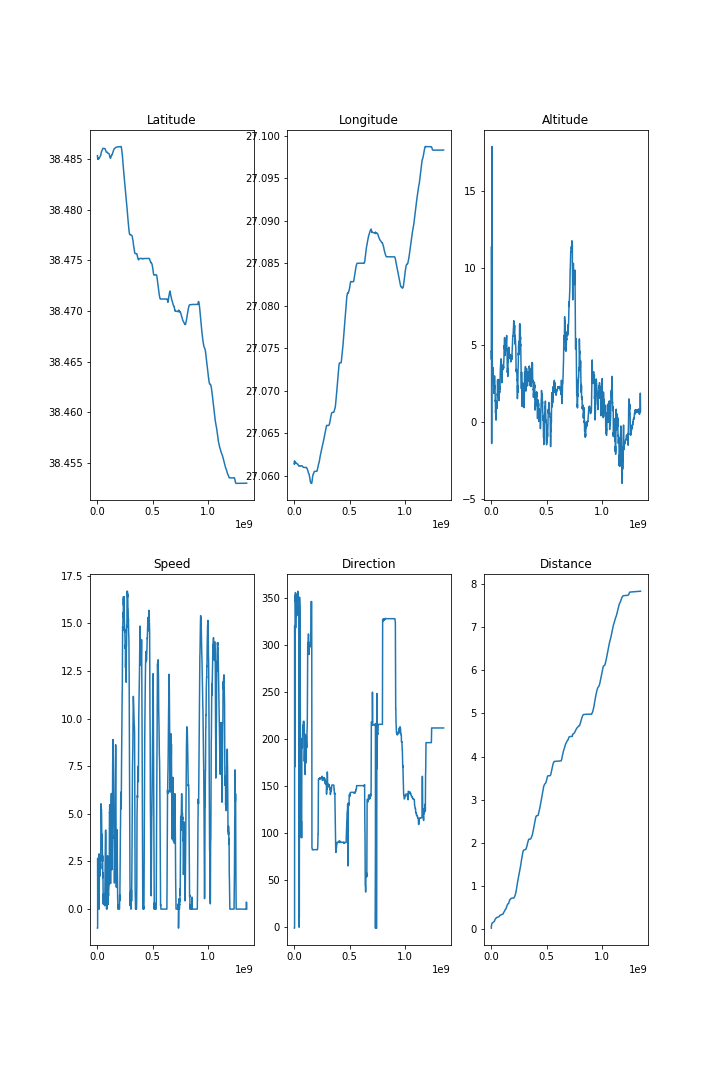 Latitude Longitude Altitude
38.485 38.480 38.475 38.470 38.465 38.460 38.455
0.0 0.5 1.0
1e9
27.100 27.095 27.090 27.085 27.080 27.075 27.070 27.065 27.060
0.0 0.5 1.0
1e9
15 10 5 0 −5
0.0 0.5 1.0
1e9
Speed Direction Distance
17.5 15.0 12.5 10.0 7.5 5.0 2.5 0.0
0.0 0.5 1.0
1e9
350 300 250 200 150 100 50 0
0.0 0.5 1.0
1e9
8 7 6 5 4 3 2 1 0
0.0 0.5 1.0
1e9